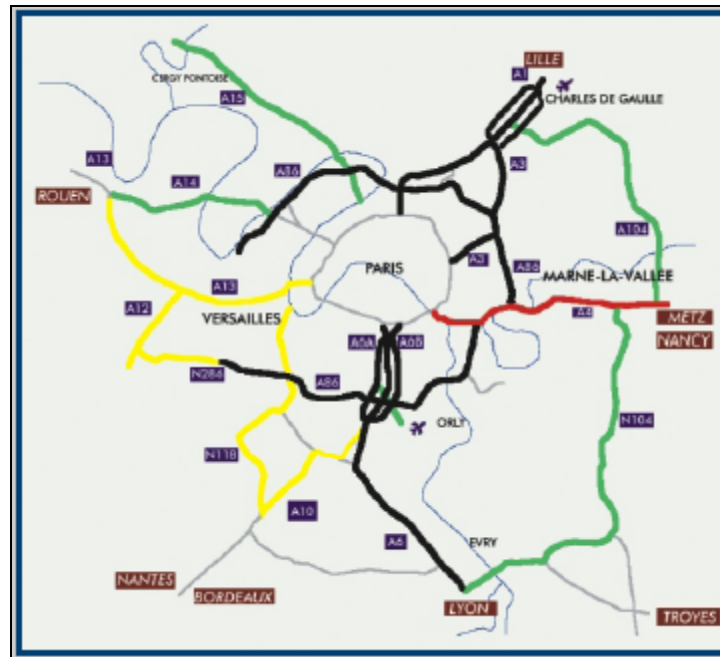 LILLE
A1
CERGY PONTOISE
CHARLES DE GAULLE
A15
A13
A86
A3
A14
ROUEN
A104
A3
PARIS
A86
MARNE-LA-VALLEE
A13
A12
VERSAILLES
A4
METZ
NANCY
A6A
A6B
N286
A86
ORLY
N104
N118
A10
A6
EVRY
NANTES
BORDEAUX
LYON
TROYES